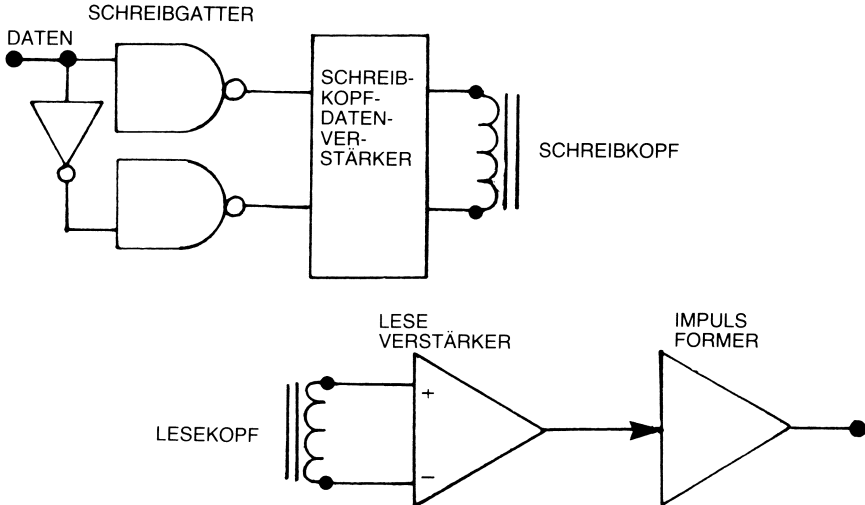 SCHREIBGATTER
DATEN
SCHREIB-
KOPF-
DATEN-
VER-
STÄRKER
SCHREIBKOPF
LESE
VERSTÄRKER
IMPULS
FORMER
LESEKOPF
+
−